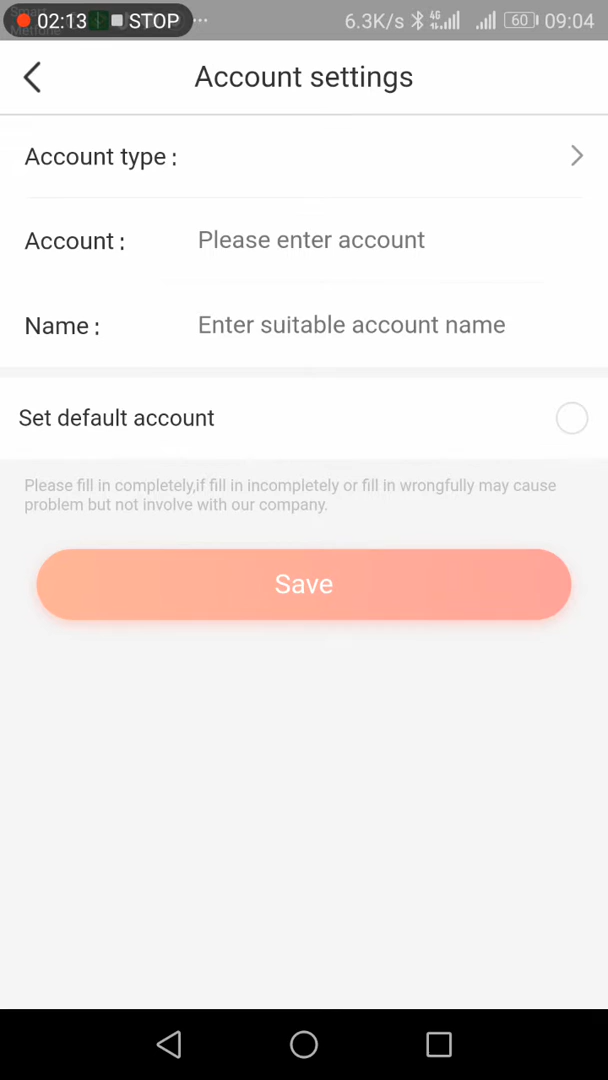 02:13 STOP ... 6.3K/s 4G 60 09:04
Account settings
Account type :
Account : Please enter account
Name : Enter suitable account name
Set default account
Please fill in completely,if fill in incompletely or fill in wrongfully may cause
problem but not involve with our company.
Save